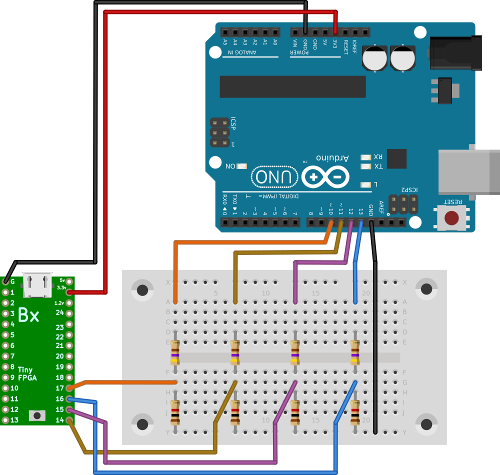 A5
A4
A3
A2
A1
A0
ANALOG IN
VIN
GND
GND
5V
3V3
RESET
IOREF
POWER
ICSP
1
ON
UNO
Arduino
RX
TX
L
ICSP2
RESET
RX0
TX0
2
~3
4
~5
~6
7
DIGITAL (PWM ~)
8
~9
~10
~11
12
13
GND
AREF
G
1
2
3
4
5
6
7
8
9
10
11
12
13
5v
3.3v
1.2v
24
23
22
21
20
19
18
17
16
15
14
Bx
Tiny
FPGA